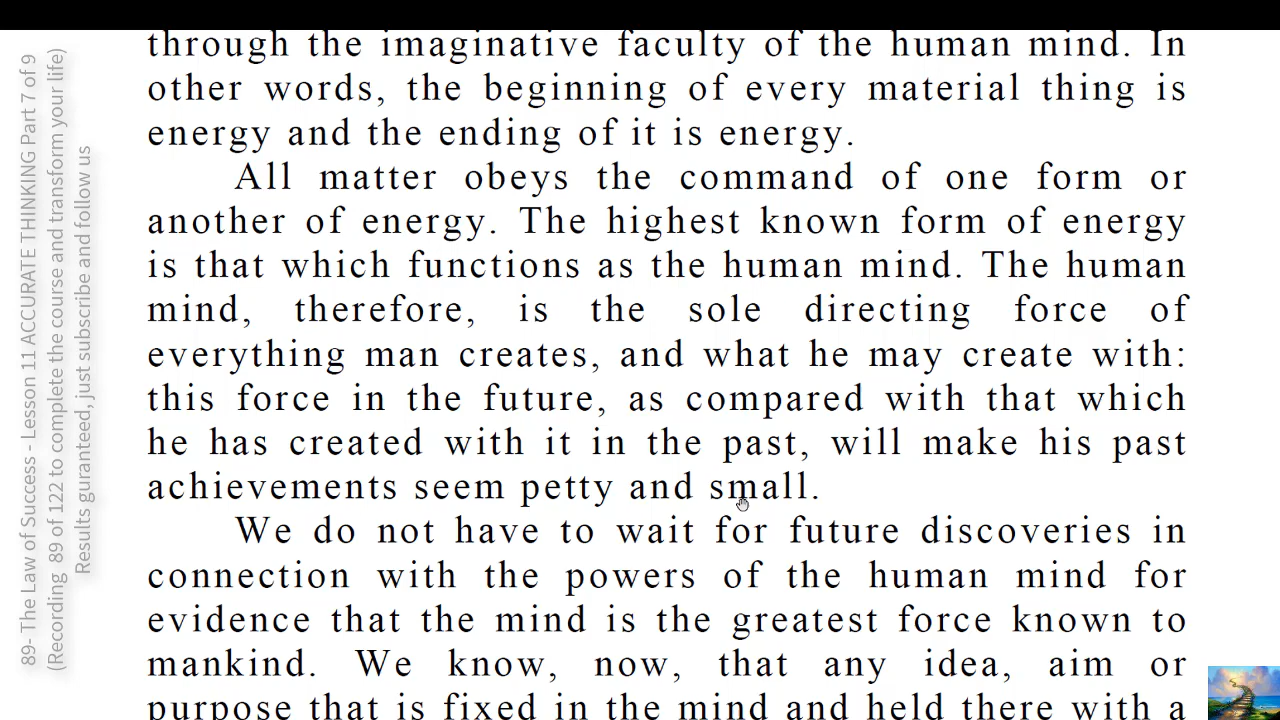 through the imaginative faculty of the human mind. In
other words, the beginning of every material thing is
energy and the ending of it is energy.
All matter obeys the command of one form or
another of energy. The highest known form of energy
is that which functions as the human mind. The human
mind, therefore, is the sole directing force of
everything man creates, and what he may create with:
this force in the future, as compared with that which
he has created with it in the past, will make his past
achievements seem petty and small.
We do not have to wait for future discoveries in
connection with the powers of the human mind for
evidence that the mind is the greatest force known to
mankind. We know, now, that any idea, aim or
purpose that is fixed in the mind and held there with a
89- The Law of Success - Lesson 11 ACCURATE THINKING Part 7 of 9
(Recording 89 of 122 to complete the course and transform your life)
Results guranteed, just subscribe and follow us